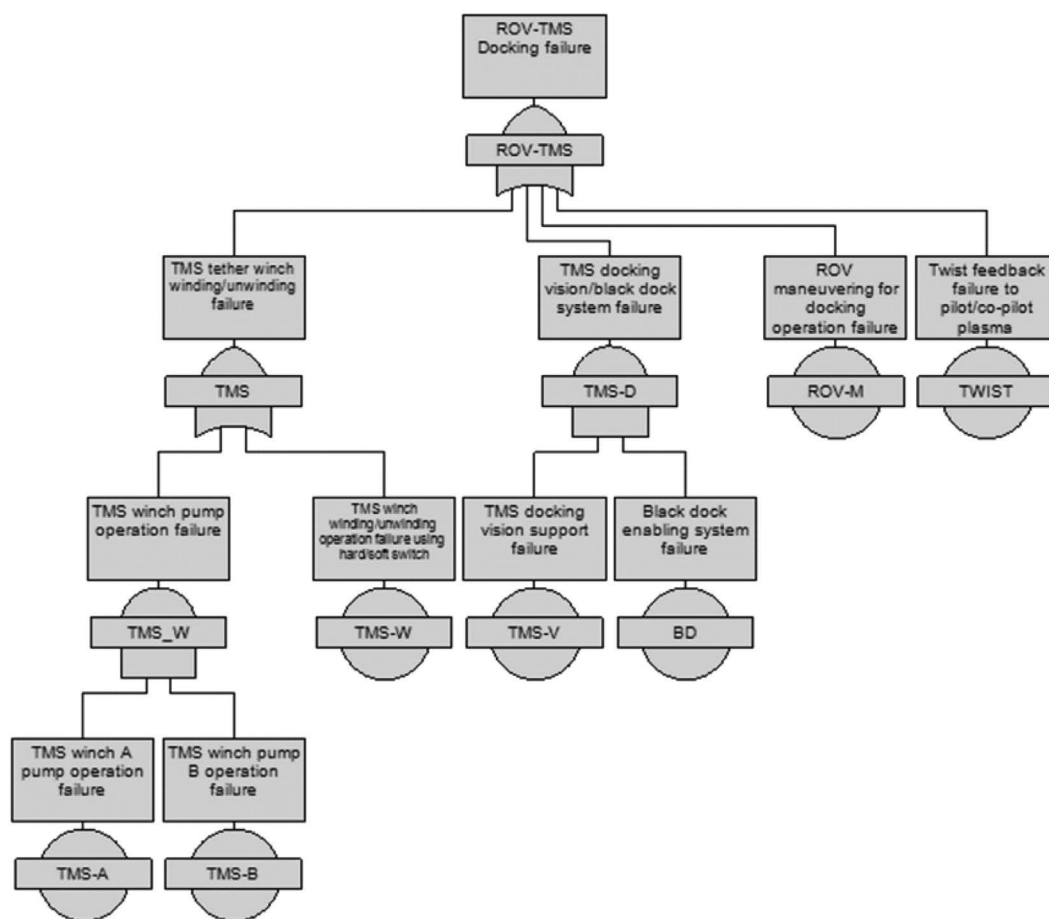 ROV-TMS
Docking failure
ROV-TMS
TMS tether winch
winding/unwinding
failure
TMS
TMS docking
vision/black dock
system failure
TMS-D
ROV
maneuvering for
docking
operation failure
ROV-M
Twist feedback
failure to
pilot/co-pilot
plasma
TWIST
TMS winch pump
operation failure
TMS_W
TMS winch
winding/unwinding
operation failure using
hard/soft switch
TMS-W
TMS docking
vision support
failure
TMS-V
Black dock
enabling system
failure
BD
TMS winch A
pump operation
failure
TMS-A
TMS winch pump
B operation
failure
TMS-B